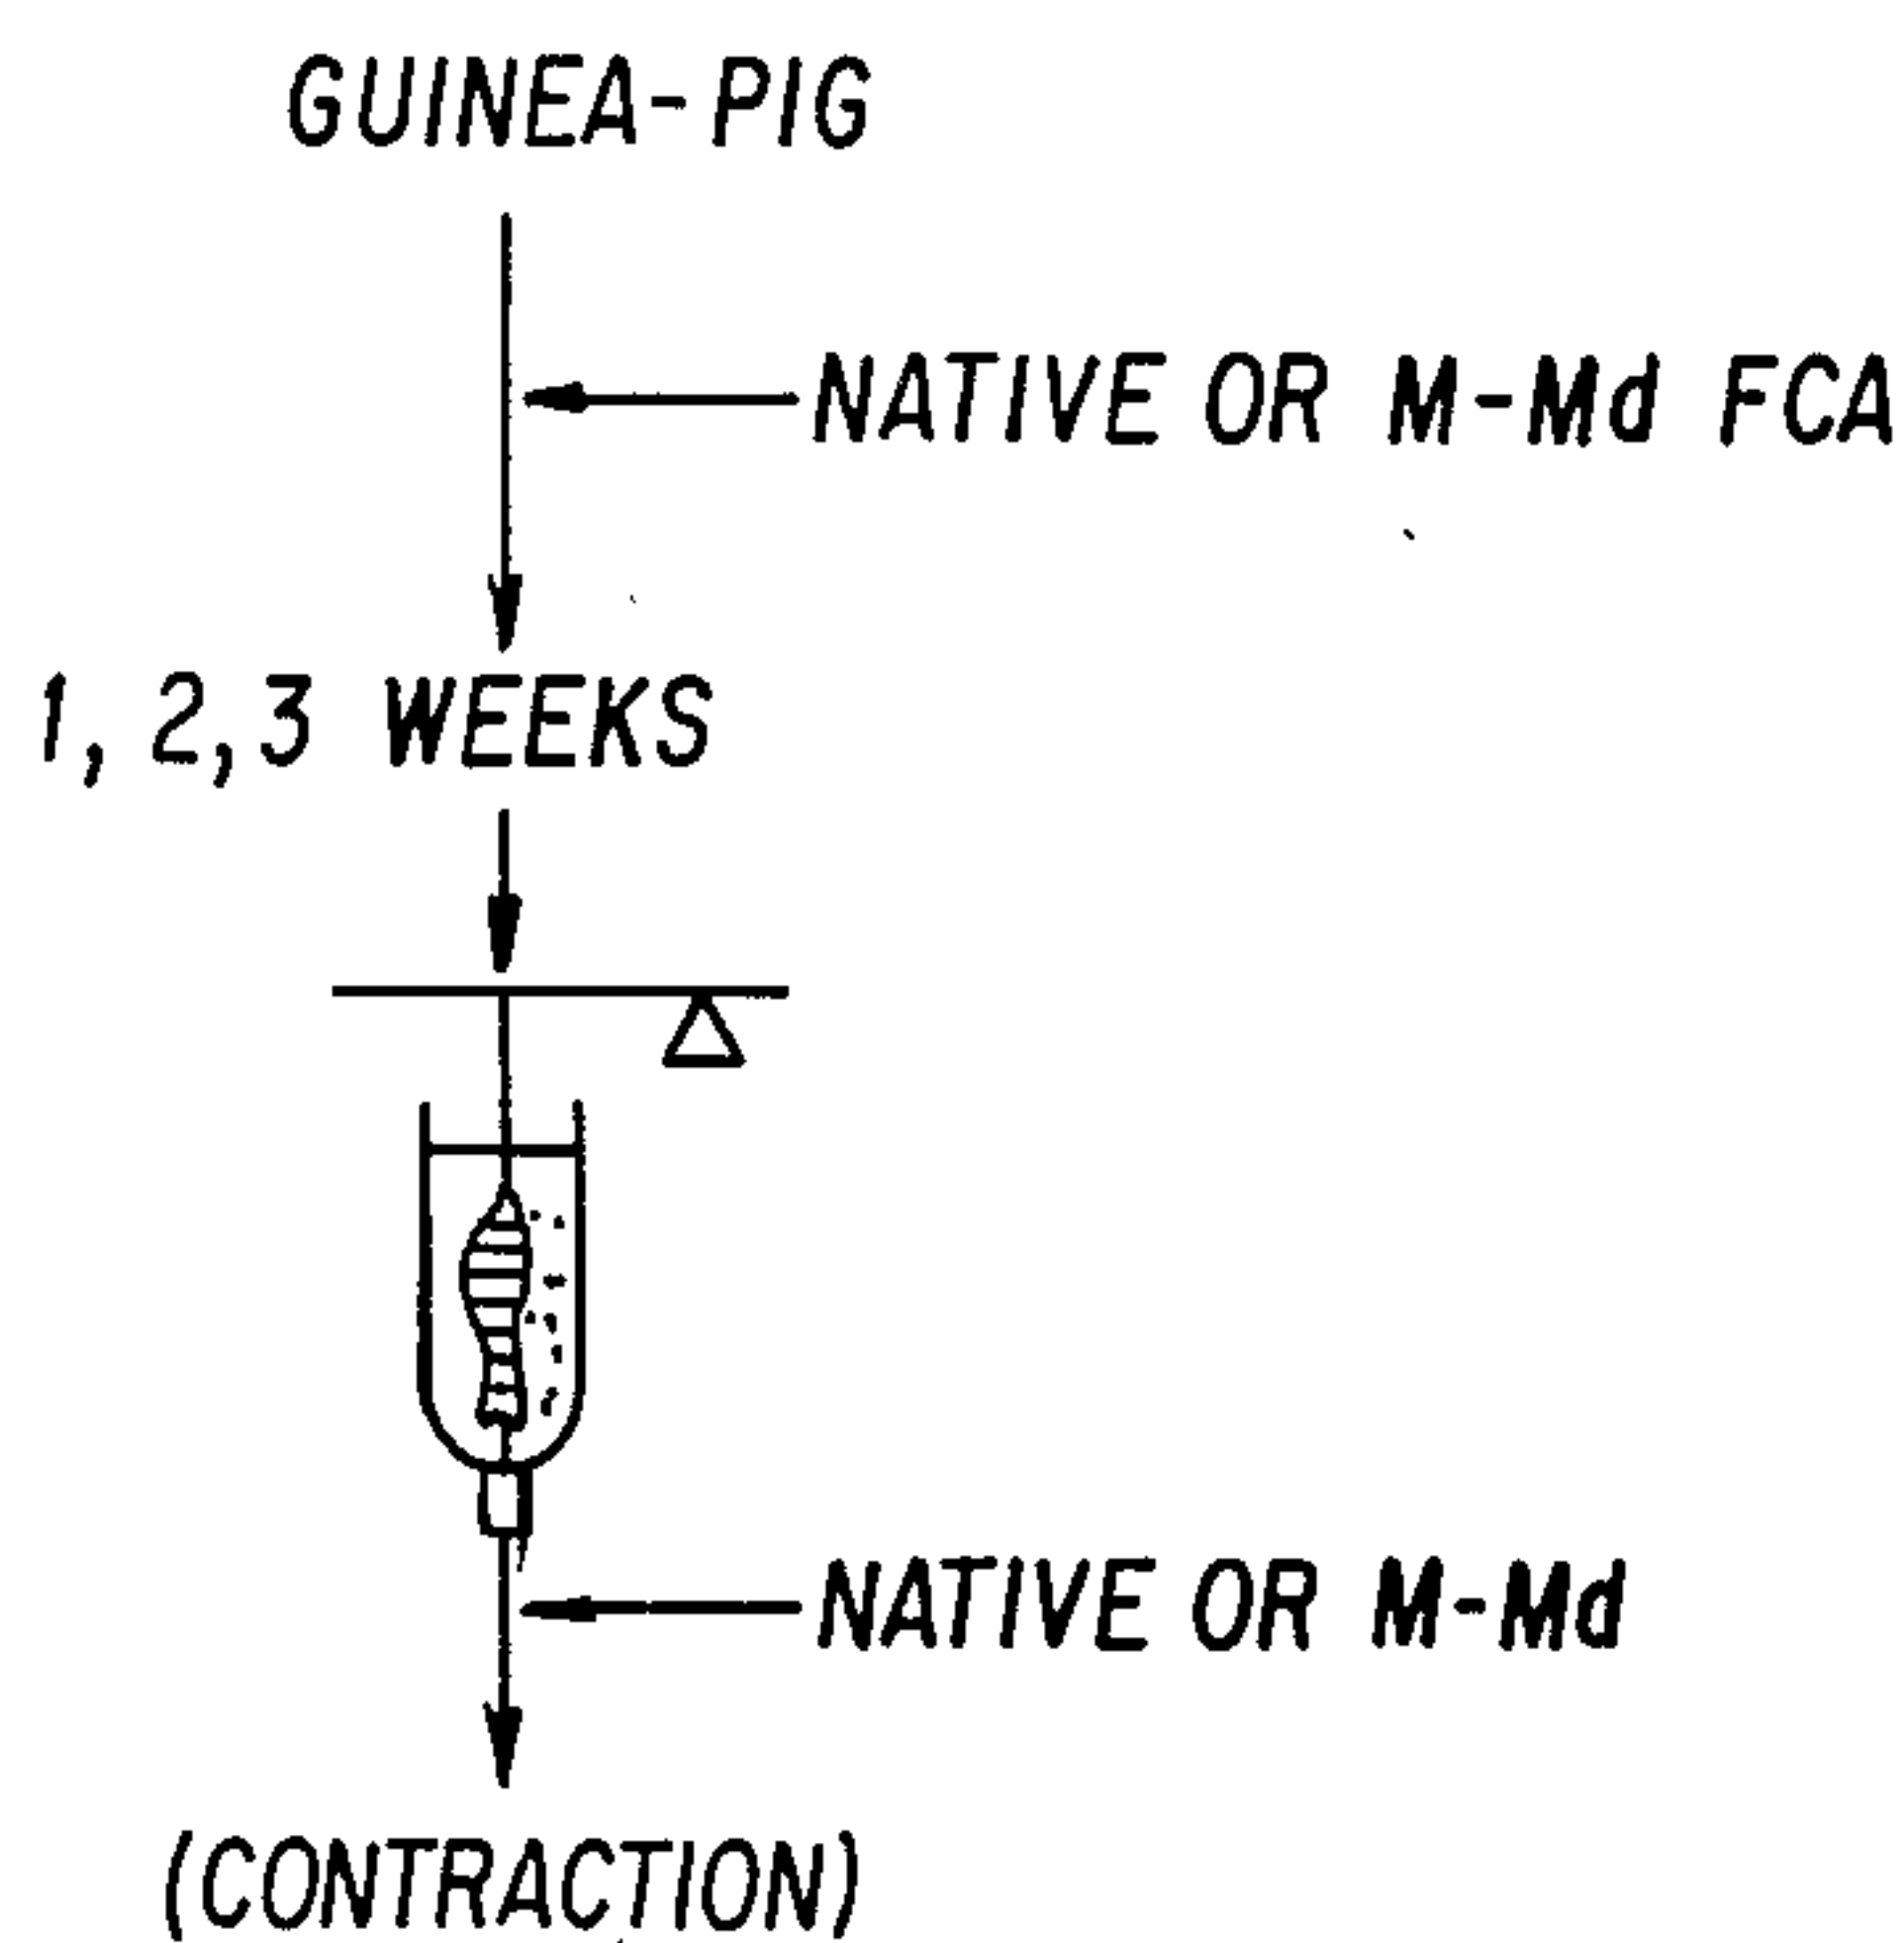 GUINEA-PIG
NATIVE OR M-Md FCA
1, 2, 3 WEEKS
NATIVE OR M-Md
(CONTRACTION)